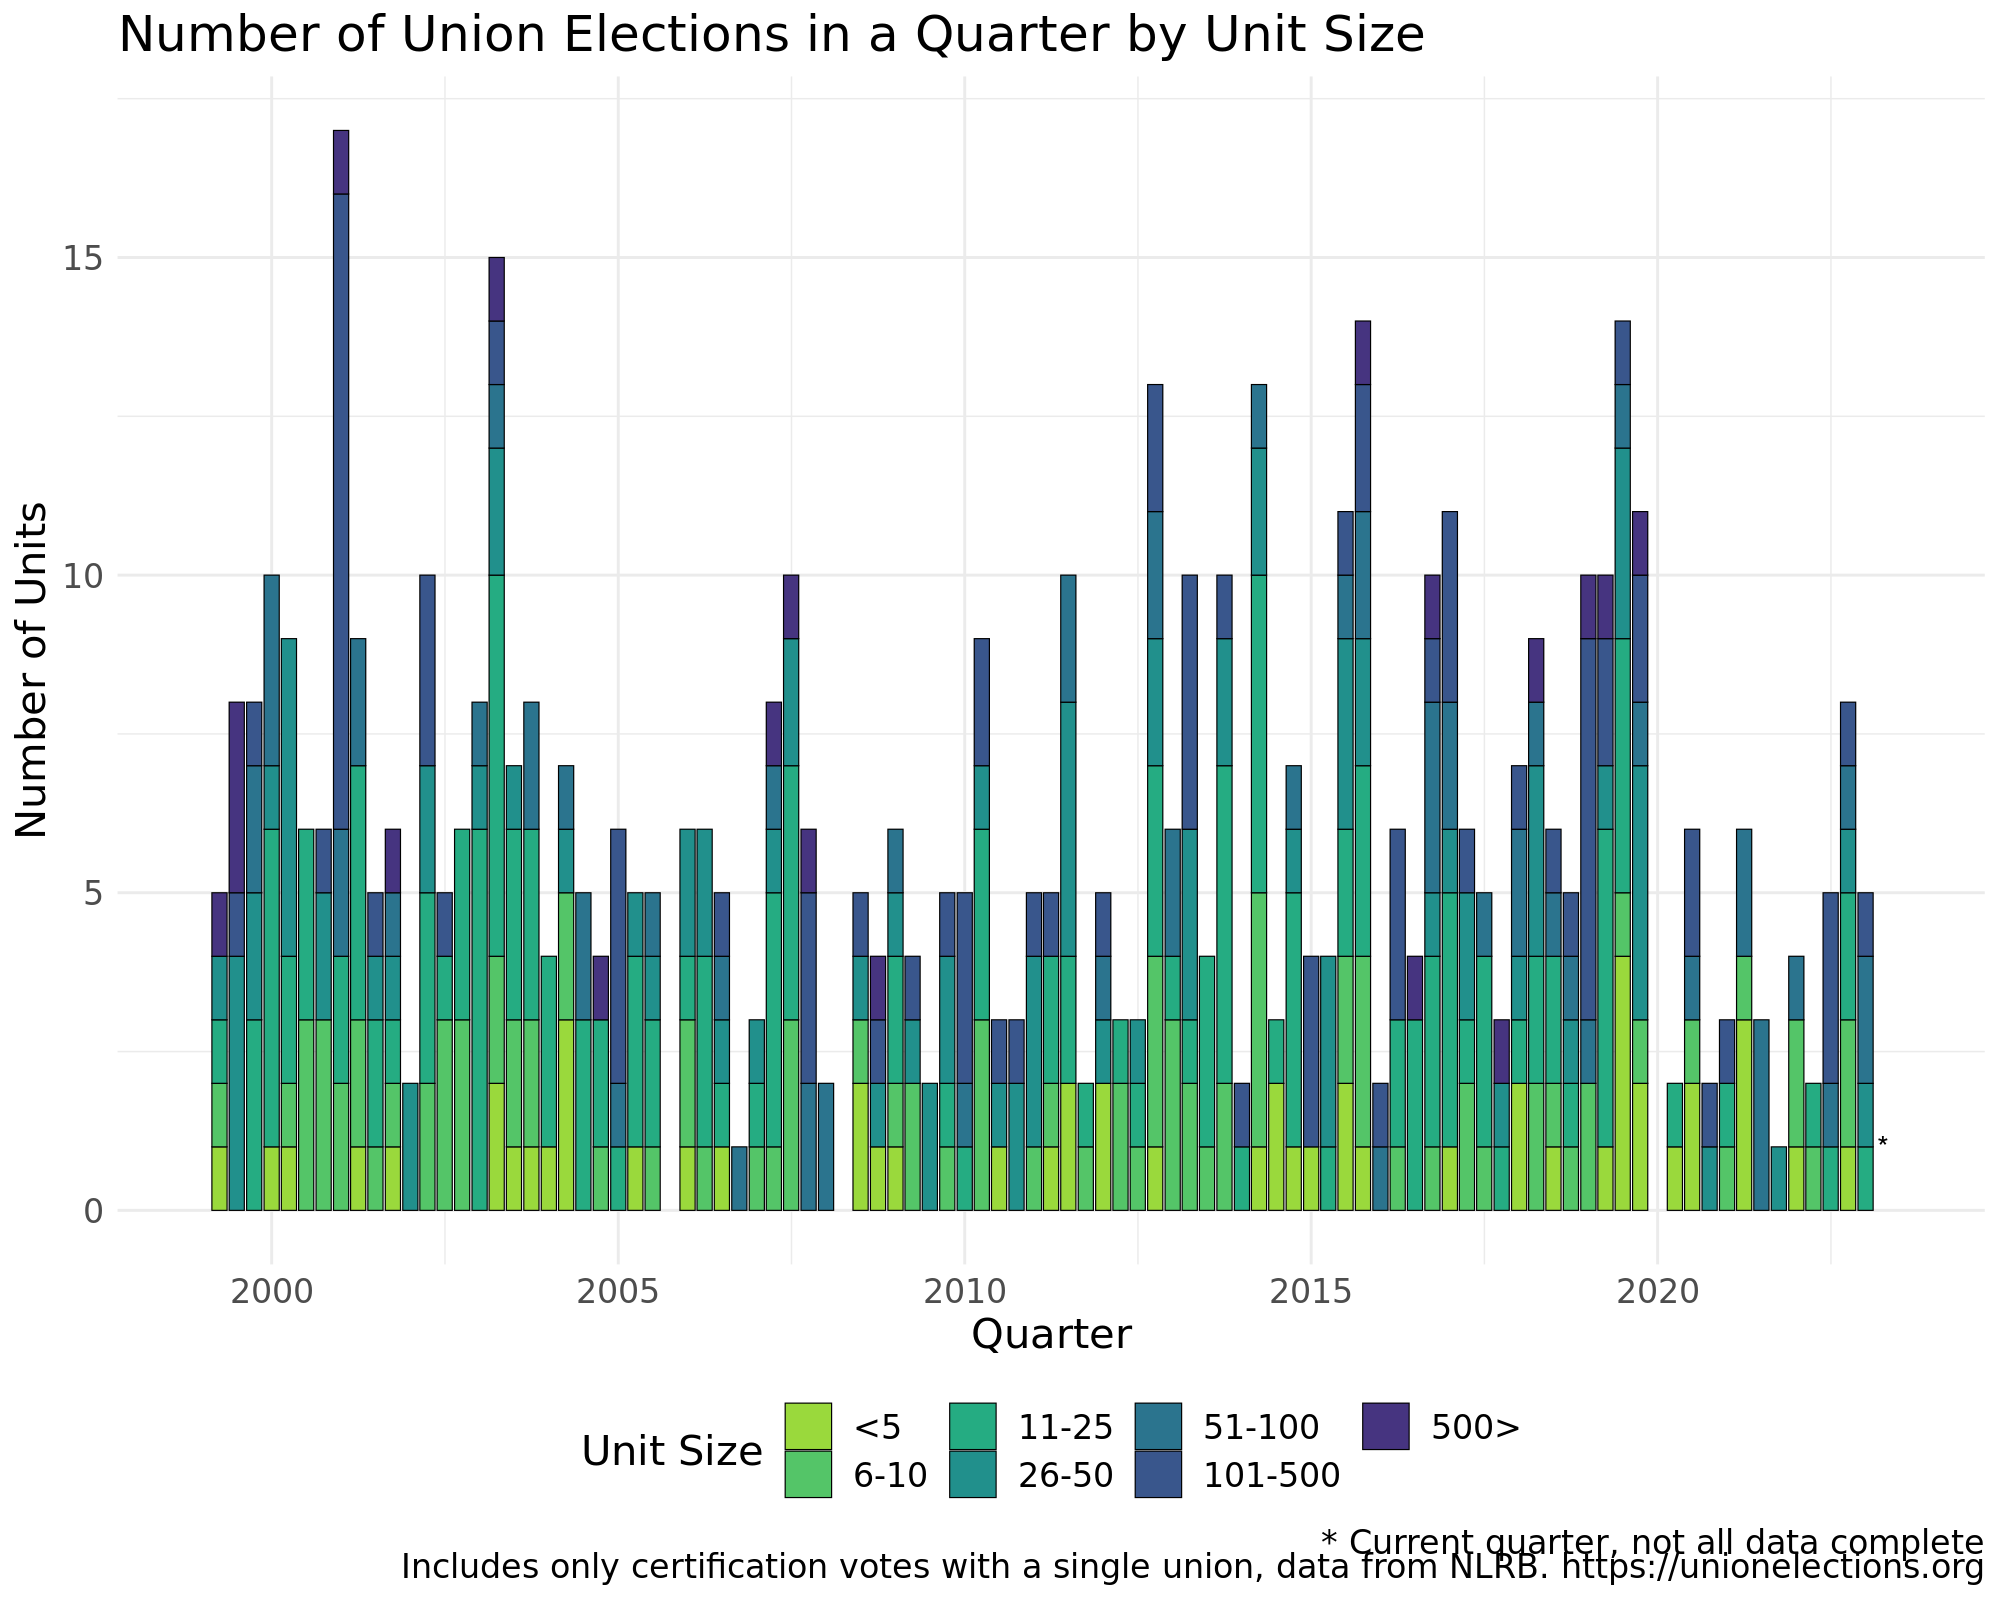 Number of Union Elections in a Quarter by Unit Size
Number of Units
15
10
5
0
*
2000 2005 2010 2015 2020
Quarter
Unit Size
<5 11-25 51-100 500>
6-10 26-50 101-500
* Current quarter, not all data complete
Includes only certification votes with a single union, data from NLRB. https://unionelections.org